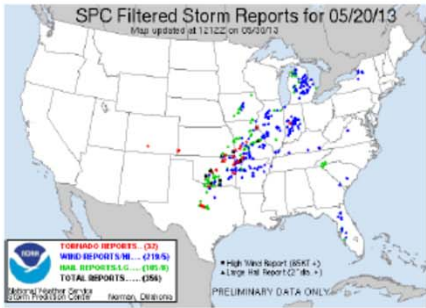 SPC Filtered Storm Reports for 05/20/13
Map updated at 1212Z on 05/30/13
NOAA
TORNADO REPORTS.. (32)
WIND REPORTS/HI... (219/5)
HAIL REPORTS/LG.... (105/9)
TOTAL REPORTS..... (356)
National Weather Service
Storm Prediction Center Norman, Oklahoma
High Wind Report (65KT +)
Large Hail Report (2" dia. +)
PRELIMINARY DATA ONLY